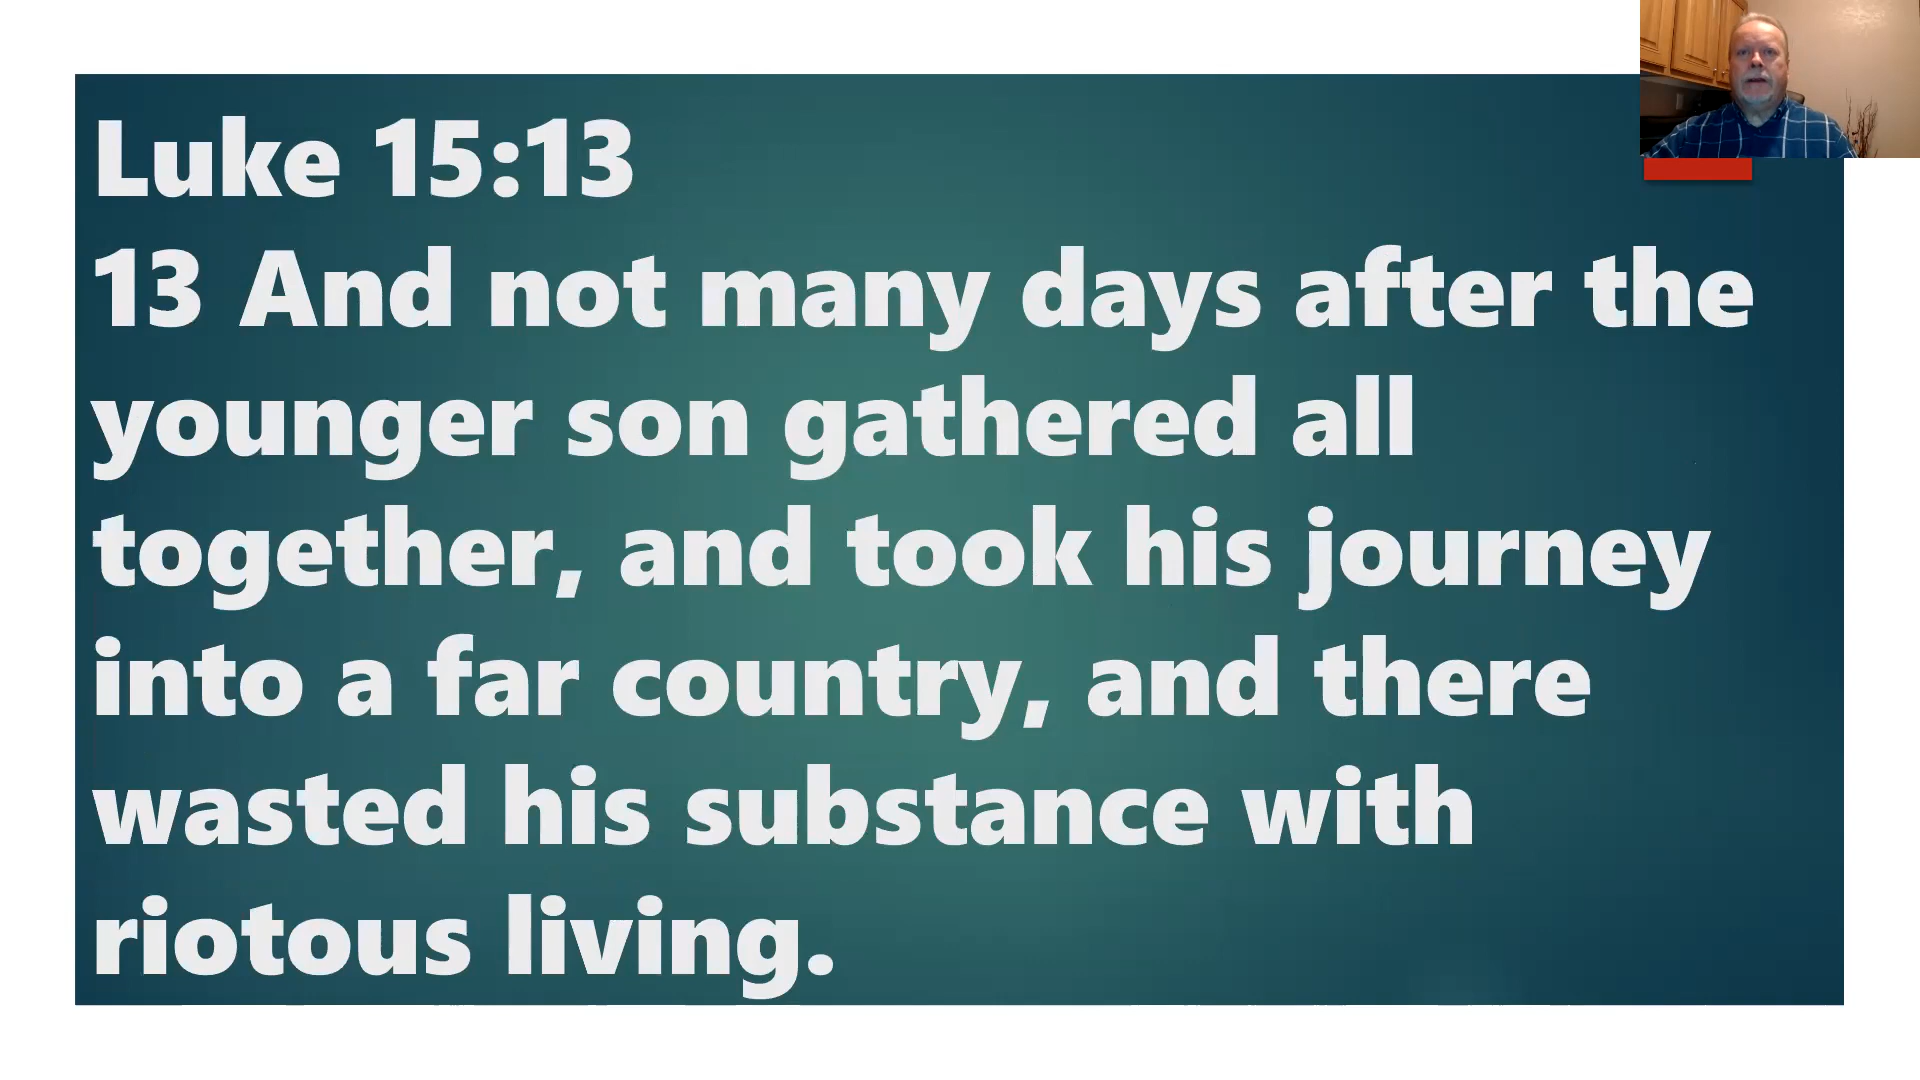 Luke 15:13
13 And not many days after the
younger son gathered all
together, and took his journey
into a far country, and there
wasted his substance with
riotous living.